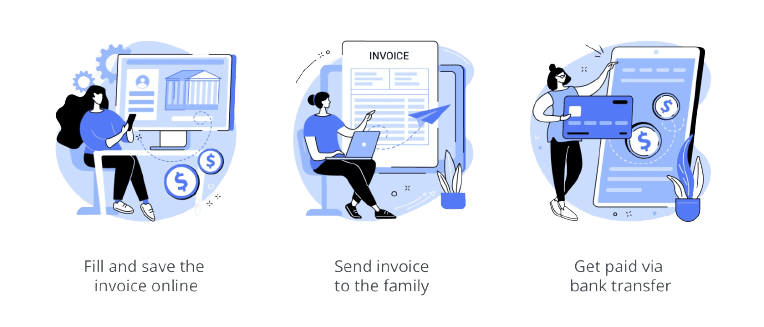 INVOICE
Fill and save the
invoice online
Send invoice
to the family
Get paid via
bank transfer